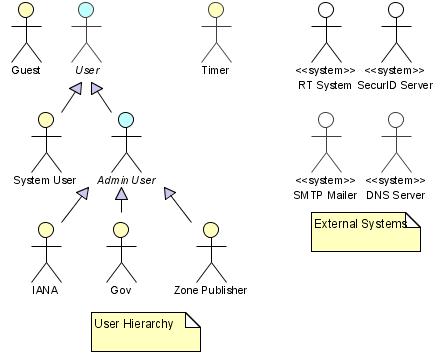 Guest
User
Timer
<<system>>
RT System
<<system>>
SecurID Server
System User
Admin User
<<system>>
SMTP Mailer
<<system>>
DNS Server
External Systems
IANA
Gov
Zone Publisher
User Hierarchy